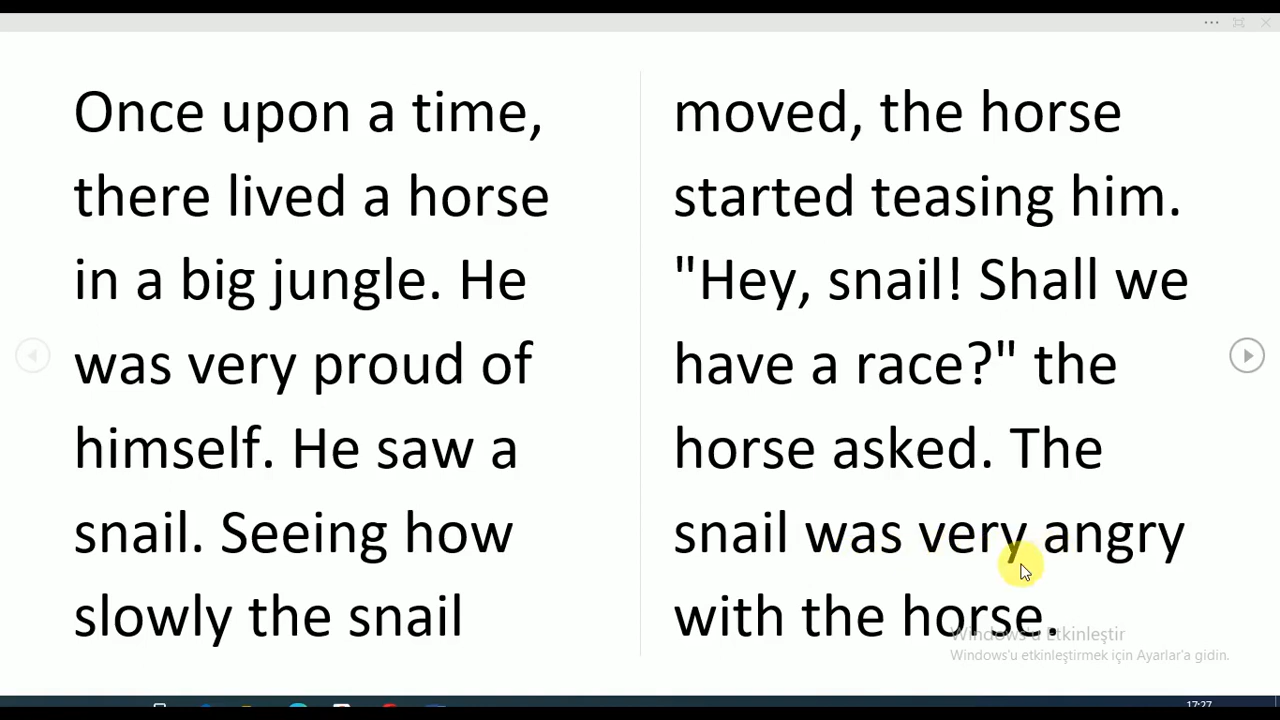 Once upon a time,
there lived a horse
in a big jungle. He
was very proud of
himself. He saw a
snail. Seeing how
slowly the snail
moved, the horse
started teasing him.
"Hey, snail! Shall we
have a race?" the
horse asked. The
snail was very angry
with the horse.
Windows'u Etkinleştir
Windows'u etkinleştirmek için Ayarlar'a gidin.
17:27